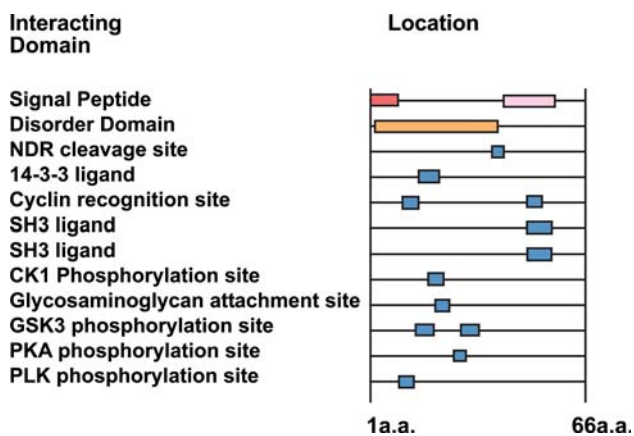 Interacting
Domain
Location
Signal Peptide
Disorder Domain
NDR cleavage site
14-3-3 ligand
Cyclin recognition site
SH3 ligand
SH3 ligand
CK1 Phosphorylation site
Glycosaminoglycan attachment site
GSK3 phosphorylation site
PKA phosphorylation site
PLK phosphorylation site
1a.a. 66a.a.